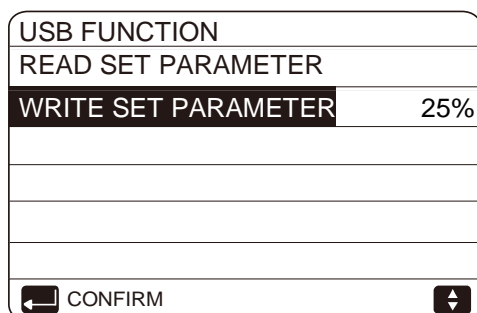 USB FUNCTION
READ SET PARAMETER
WRITE SET PARAMETER 25%
CONFIRM